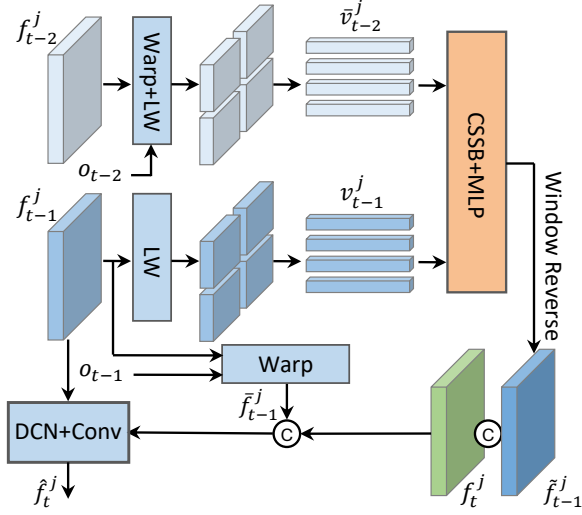 f_{t-2}^j
Warp+LW
\bar{v}_{t-2}^j
o_{t-2}
CSSB+MLP
f_{t-1}^j
LW
v_{t-1}^j
Window Reverse
o_{t-1}
Warp
\bar{f}_{t-1}^j
DCN+Conv
C
C
\hat{f}_t^j
f_t^j
\tilde{f}_{t-1}^j